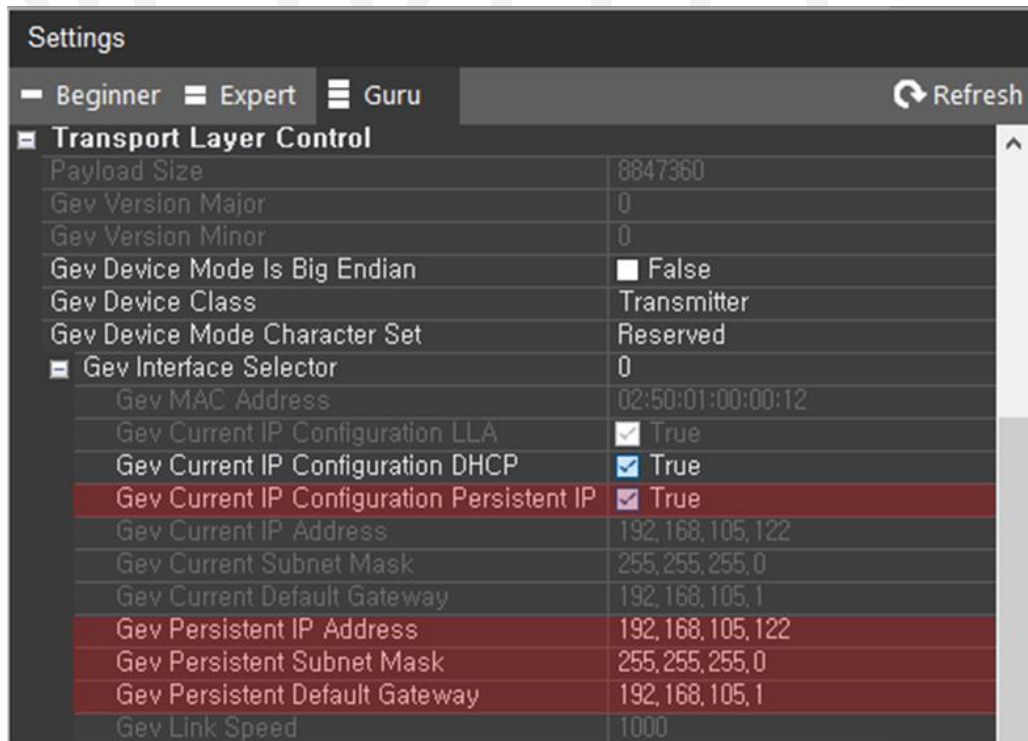 Settings
Beginner Expert Guru Refresh
Transport Layer Control
Payload Size 8847360
Gev Version Major 0
Gev Version Minor 0
Gev Device Mode Is Big Endian False
Gev Device Class Transmitter
Gev Device Mode Character Set Reserved
Gev Interface Selector 0
Gev MAC Address 02:50:01:00:00:12
Gev Current IP Configuration LLA True
Gev Current IP Configuration DHCP True
Gev Current IP Configuration Persistent IP True
Gev Current IP Address 192,168,105,122
Gev Current Subnet Mask 255,255,255,0
Gev Current Default Gateway 192,168,105,1
Gev Persistent IP Address 192,168,105,122
Gev Persistent Subnet Mask 255,255,255,0
Gev Persistent Default Gateway 192,168,105,1
Gev Link Speed 1000